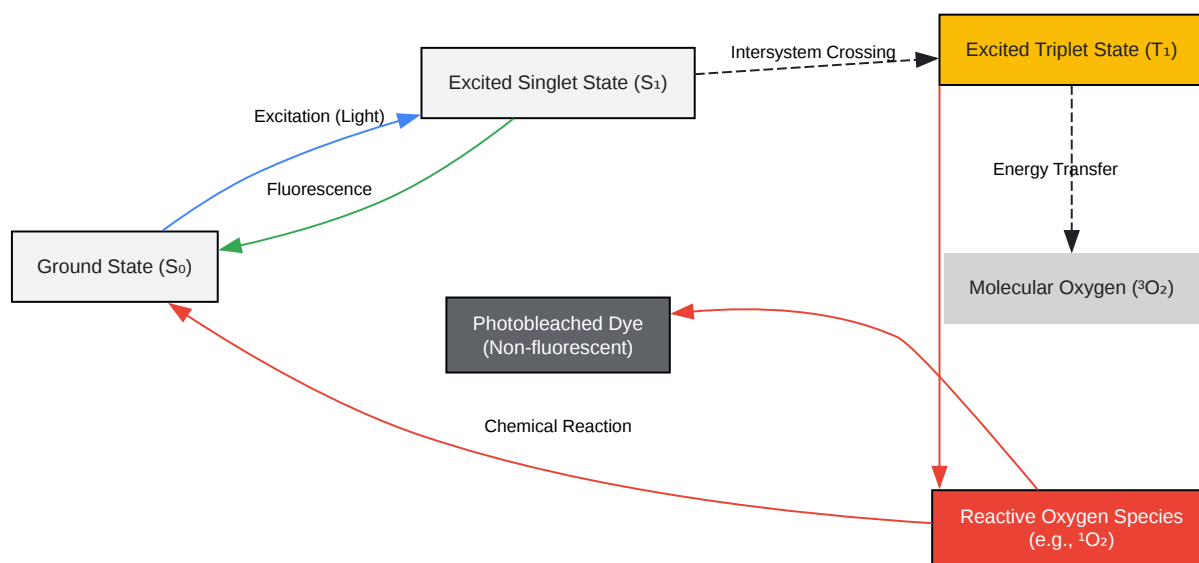 Intersystem Crossing
Excited Triplet State (T₁)
Excited Singlet State (S₁)
Excitation (Light)
Energy Transfer
Fluorescence
Ground State (S₀)
Molecular Oxygen (³O₂)
Photobleached Dye
(Non-fluorescent)
Chemical Reaction
Reactive Oxygen Species
(e.g., ¹O₂)